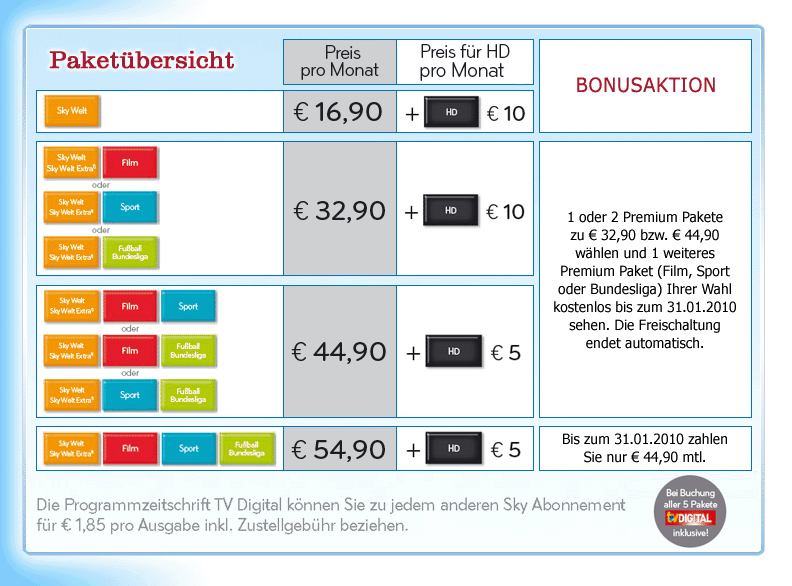 Paketübersicht
Preis
pro Monat
Preis für HD
pro Monat
BONUSAKTION
Sky Welt
€ 16,90
+ HD € 10
Sky Welt
Sky Welt Extra⁵
Film
oder
Sky Welt
Sky Welt Extra⁵
Sport
oder
Sky Welt
Sky Welt Extra⁵
Fußball
Bundesliga
€ 32,90
+ HD € 10
1 oder 2 Premium Pakete
zu € 32,90 bzw. € 44,90
wählen und 1 weiteres
Premium Paket (Film, Sport
oder Bundesliga) Ihrer Wahl
kostenlos bis zum 31.01.2010
sehen. Die Freischaltung
endet automatisch.
Sky Welt
Sky Welt Extra⁵
Film
Sport
oder
Sky Welt
Sky Welt Extra⁵
Film
Fußball
Bundesliga
oder
Sky Welt
Sky Welt Extra⁵
Sport
Fußball
Bundesliga
€ 44,90
+ HD € 5
Sky Welt
Sky Welt Extra⁵
Film
Sport
Fußball
Bundesliga
€ 54,90
+ HD € 5
Bis zum 31.01.2010 zahlen
Sie nur € 44,90 mtl.
Die Programmzeitschrift TV Digital können Sie zu jedem anderen Sky Abonnement
für € 1,85 pro Ausgabe inkl. Zustellgebühr beziehen.
Bei Buchung
aller 5 Pakete
tv DIGITAL
inklusive!